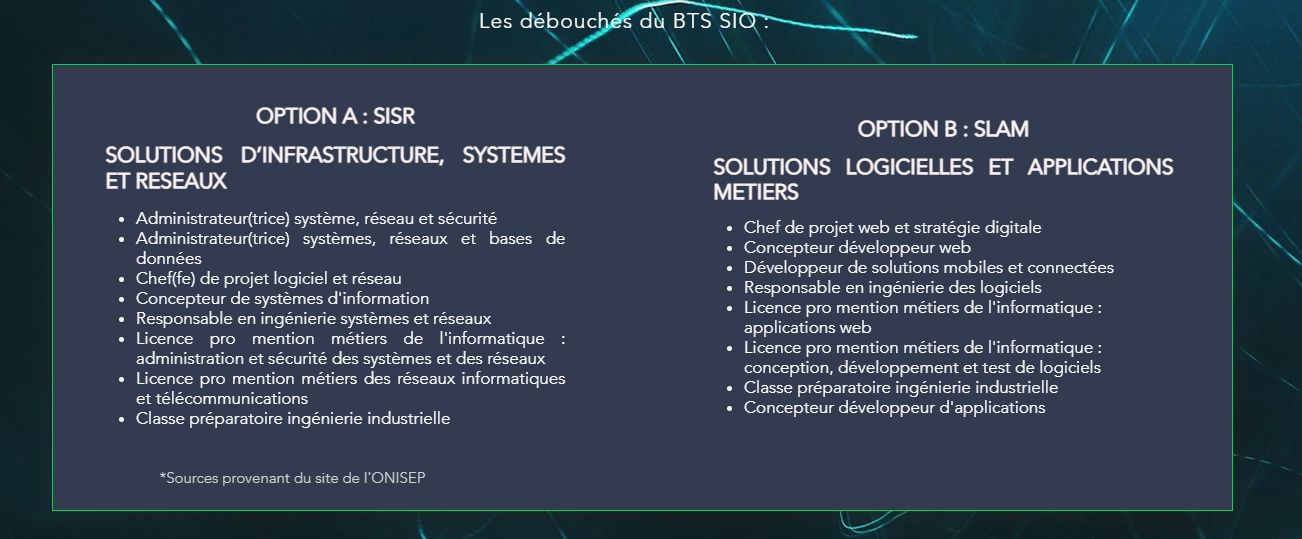 Les débouchés du BTS SIO :
OPTION A : SISR
SOLUTIONS D’INFRASTRUCTURE, SYSTEMES
ET RESEAUX
• Administrateur(trice) système, réseau et sécurité
• Administrateur(trice) systèmes, réseaux et bases de
données
• Chef(fe) de projet logiciel et réseau
• Concepteur de systèmes d'information
• Responsable en ingénierie systèmes et réseaux
• Licence pro mention métiers de l'informatique :
administration et sécurité des systèmes et des réseaux
• Licence pro mention métiers des réseaux informatiques
et télécommunications
• Classe préparatoire ingénierie industrielle
*Sources provenant du site de l'ONISEP
OPTION B : SLAM
SOLUTIONS LOGICIELLES ET APPLICATIONS
METIERS
• Chef de projet web et stratégie digitale
• Concepteur développeur web
• Développeur de solutions mobiles et connectées
• Responsable en ingénierie des logiciels
• Licence pro mention métiers de l'informatique :
applications web
• Licence pro mention métiers de l'informatique :
conception, développement et test de logiciels
• Classe préparatoire ingénierie industrielle
• Concepteur développeur d'applications